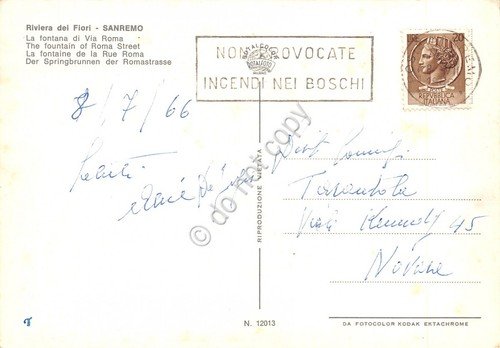 Riviera dei Fiori - SANREMO
La fontana di Via Roma
The fountain of Roma Street
La fontaine de la Rue Roma
Der Springbrunnen der Romastrasse
NON PROVOCATE
INCENDI NEI BOSCHI
REPUBBLICA
ITALIANA
8/7/66
do not copy
RIPRODUZIONE VIETATA
Tarantola
Viale Kennedy 45
Novara
N. 12013
DA FOTOCOLOR KODAK EKTACHROME